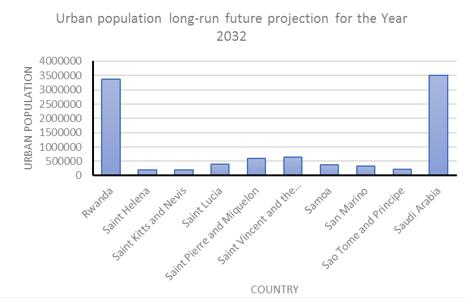 Urban population long-run future projection for the Year
2032
URBAN POPULATION
4000000
3500000
3000000
2500000
2000000
1500000
1000000
500000
0
Rwanda
Saint Helena
Saint Kitts and Nevis
Saint Lucia
Saint Pierre and Miquelon
Saint Vincent and the...
Samoa
San Marino
Sao Tome and Principe
Saudi Arabia
COUNTRY